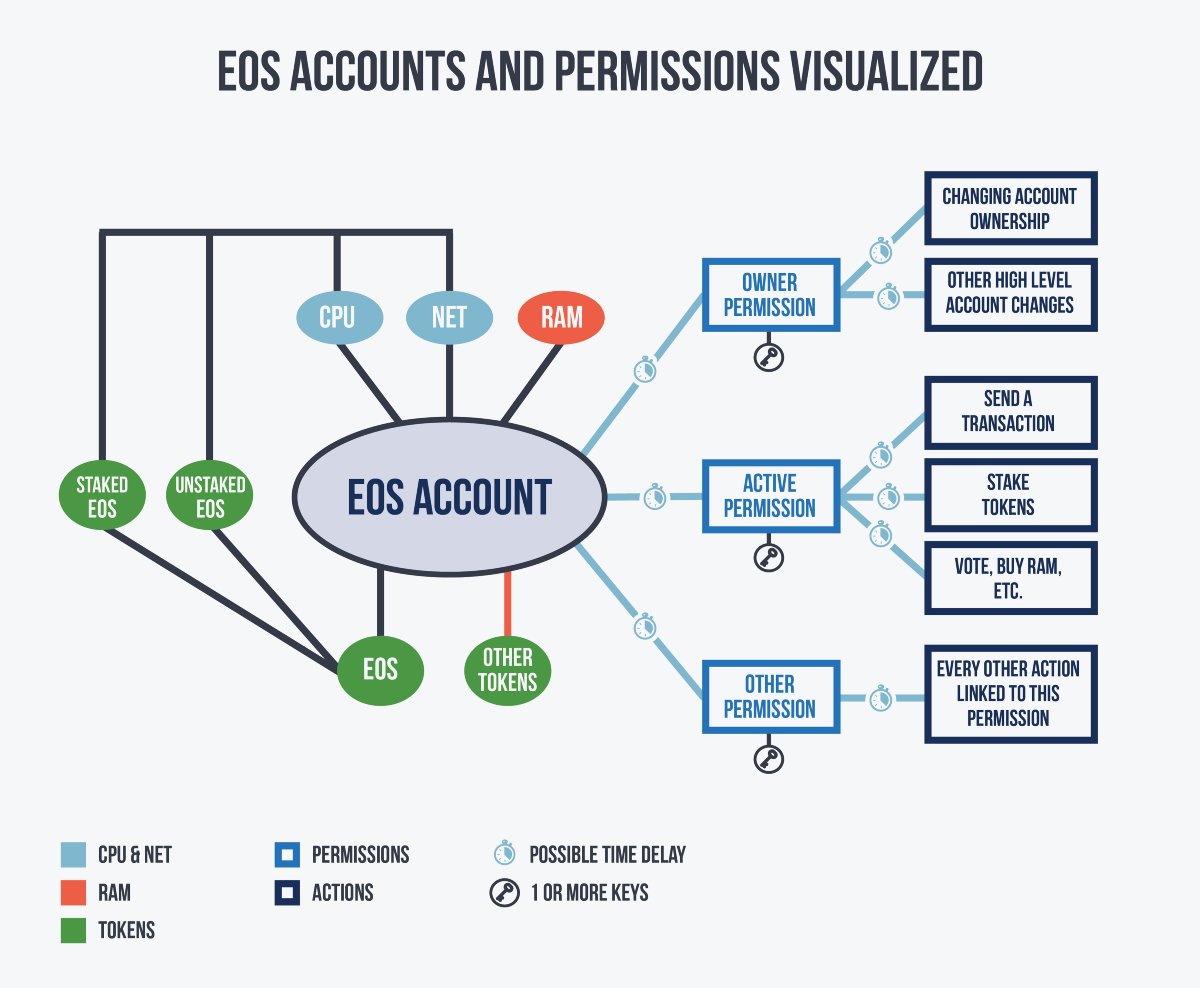 EOS ACCOUNTS AND PERMISSIONS VISUALIZED
CPU
NET
RAM
STAKED
EOS
UNSTAKED
EOS
EOS ACCOUNT
EOS
OTHER
TOKENS
OWNER
PERMISSION
CHANGING ACCOUNT
OWNERSHIP
OTHER HIGH LEVEL
ACCOUNT CHANGES
ACTIVE
PERMISSION
SEND A
TRANSACTION
STAKE
TOKENS
VOTE, BUY RAM,
ETC.
OTHER
PERMISSION
EVERY OTHER ACTION
LINKED TO THIS
PERMISSION
CPU & NET
RAM
TOKENS
PERMISSIONS
ACTIONS
POSSIBLE TIME DELAY
1 OR MORE KEYS